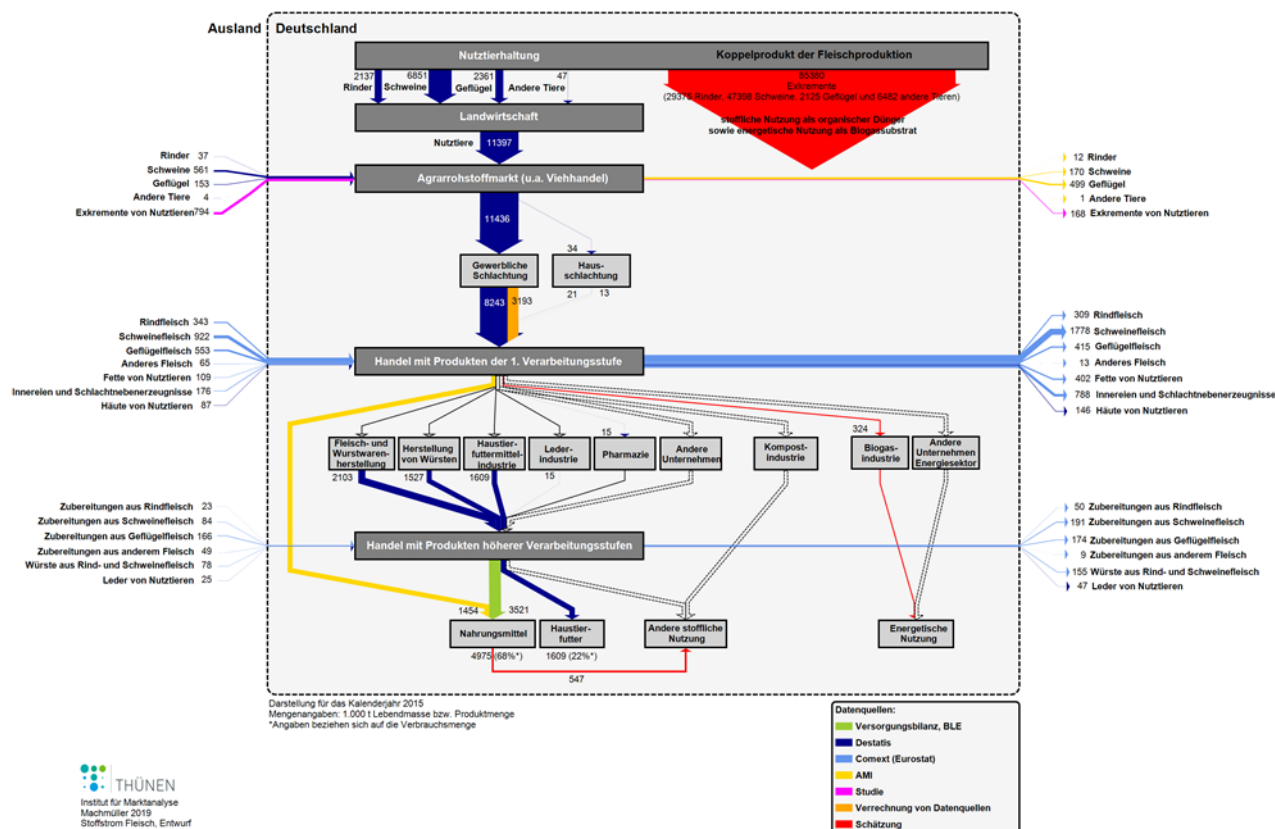 Ausland
Deutschland
Nutztierhaltung
Koppelprodukt der Fleischproduktion
2137
Rinder
6851
Schweine
2361
Geflügel
47
Andere Tiere
85380
Exkremente
(29375 Rinder, 47398 Schweine, 2125 Geflügel und 6482 andere Tieren)
stoffliche Nutzung als organischer Dünger
sowie energetische Nutzung als Biogassubstrat
Landwirtschaft
Nutztiere
11397
Rinder 37
Schweine 561
Geflügel 153
Andere Tiere 4
Exkremente von Nutztieren 794
Agrarrohstoffmarkt (u.a. Viehhandel)
12 Rinder
170 Schweine
499 Geflügel
1 Andere Tiere
168 Exkremente von Nutztieren
11436
34
Gewerbliche
Schlachtung
Haus-
schlachtung
8243
3193
21
13
Rindfleisch 343
Schweinefleisch 922
Geflügelfleisch 553
Anderes Fleisch 65
Fette von Nutztieren 109
Innereien und Schlachtnebenerzeugnisse 176
Häute von Nutztieren 87
Handel mit Produkten der 1. Verarbeitungsstufe
309 Rindfleisch
1778 Schweinefleisch
415 Geflügelfleisch
13 Anderes Fleisch
402 Fette von Nutztieren
788 Innereien und Schlachtnebenerzeugnisse
146 Häute von Nutztieren
15
324
Fleisch- und
Wurstwaren-
herstellung
Herstellung
von Würsten
Haustier-
futtermittel-
industrie
Leder-
industrie
Pharmazie
Andere
Unternehmen
Kompost-
industrie
Biogas-
industrie
Andere
Unternehmen
Energiesektor
2103
1527
1609
15
Zubereitungen aus Rindfleisch 23
Zubereitungen aus Schweinefleisch 84
Zubereitungen aus Geflügelfleisch 166
Zubereitungen aus anderem Fleisch 49
Würste aus Rind- und Schweinefleisch 78
Leder von Nutztieren 25
Handel mit Produkten höherer Verarbeitungsstufen
50 Zubereitungen aus Rindfleisch
191 Zubereitungen aus Schweinefleisch
174 Zubereitungen aus Geflügelfleisch
9 Zubereitungen aus anderem Fleisch
155 Würste aus Rind- und Schweinefleisch
47 Leder von Nutztieren
1454
3521
Nahrungsmittel
Haustier-
futter
Andere stoffliche
Nutzung
Energetische
Nutzung
4975 (68%*)
1609 (22%*)
547
Darstellung für das Kalenderjahr 2015
Mengenangaben: 1.000 t Lebendmasse bzw. Produktmenge
*Angaben beziehen sich auf die Verbrauchsmenge
Datenquellen:
Versorgungsbilanz, BLE
Destatis
Comext (Eurostat)
AMI
Studie
Verrechnung von Datenquellen
Schätzung
THÜNEN
Institut für Marktanalyse
Machmüller 2019
Stoffstrom Fleisch, Entwurf